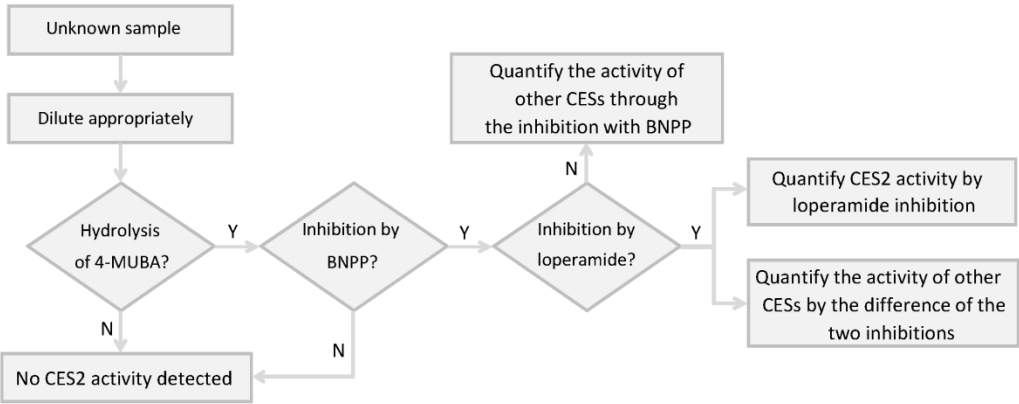 Unknown sample
Dilute appropriately
Hydrolysis
of 4-MUBA?
Y
N
No CES2 activity detected
Inhibition by
BNPP?
Y
N
Inhibition by
loperamide?
N
Y
Quantify the activity of
other CESs through
the inhibition with BNPP
Quantify CES2 activity by
loperamide inhibition
Quantify the activity of other
CESs by the difference of the
two inhibitions